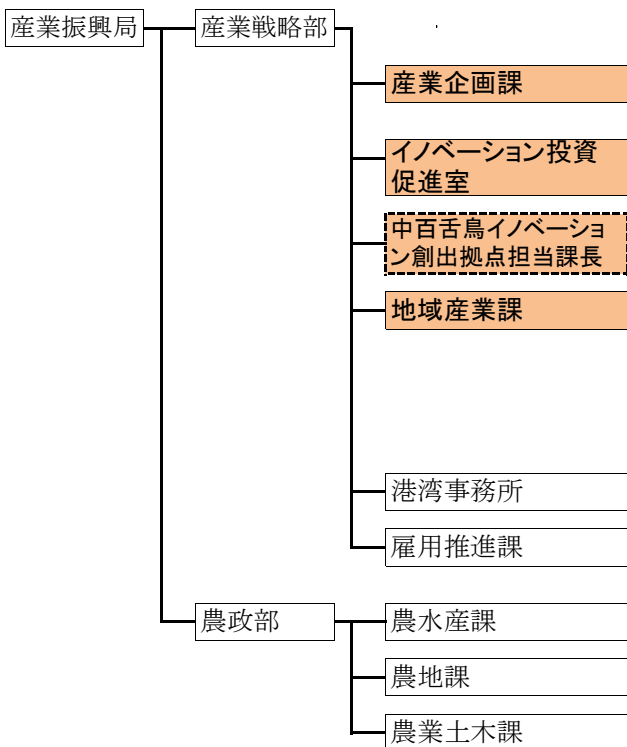 産業振興局
産業戦略部
産業企画課
イノベーション投資
促進室
中百舌鳥イノベーショ
ン創出拠点担当課長
地域産業課
港湾事務所
雇用推進課
農政部
農水産課
農地課
農業土木課